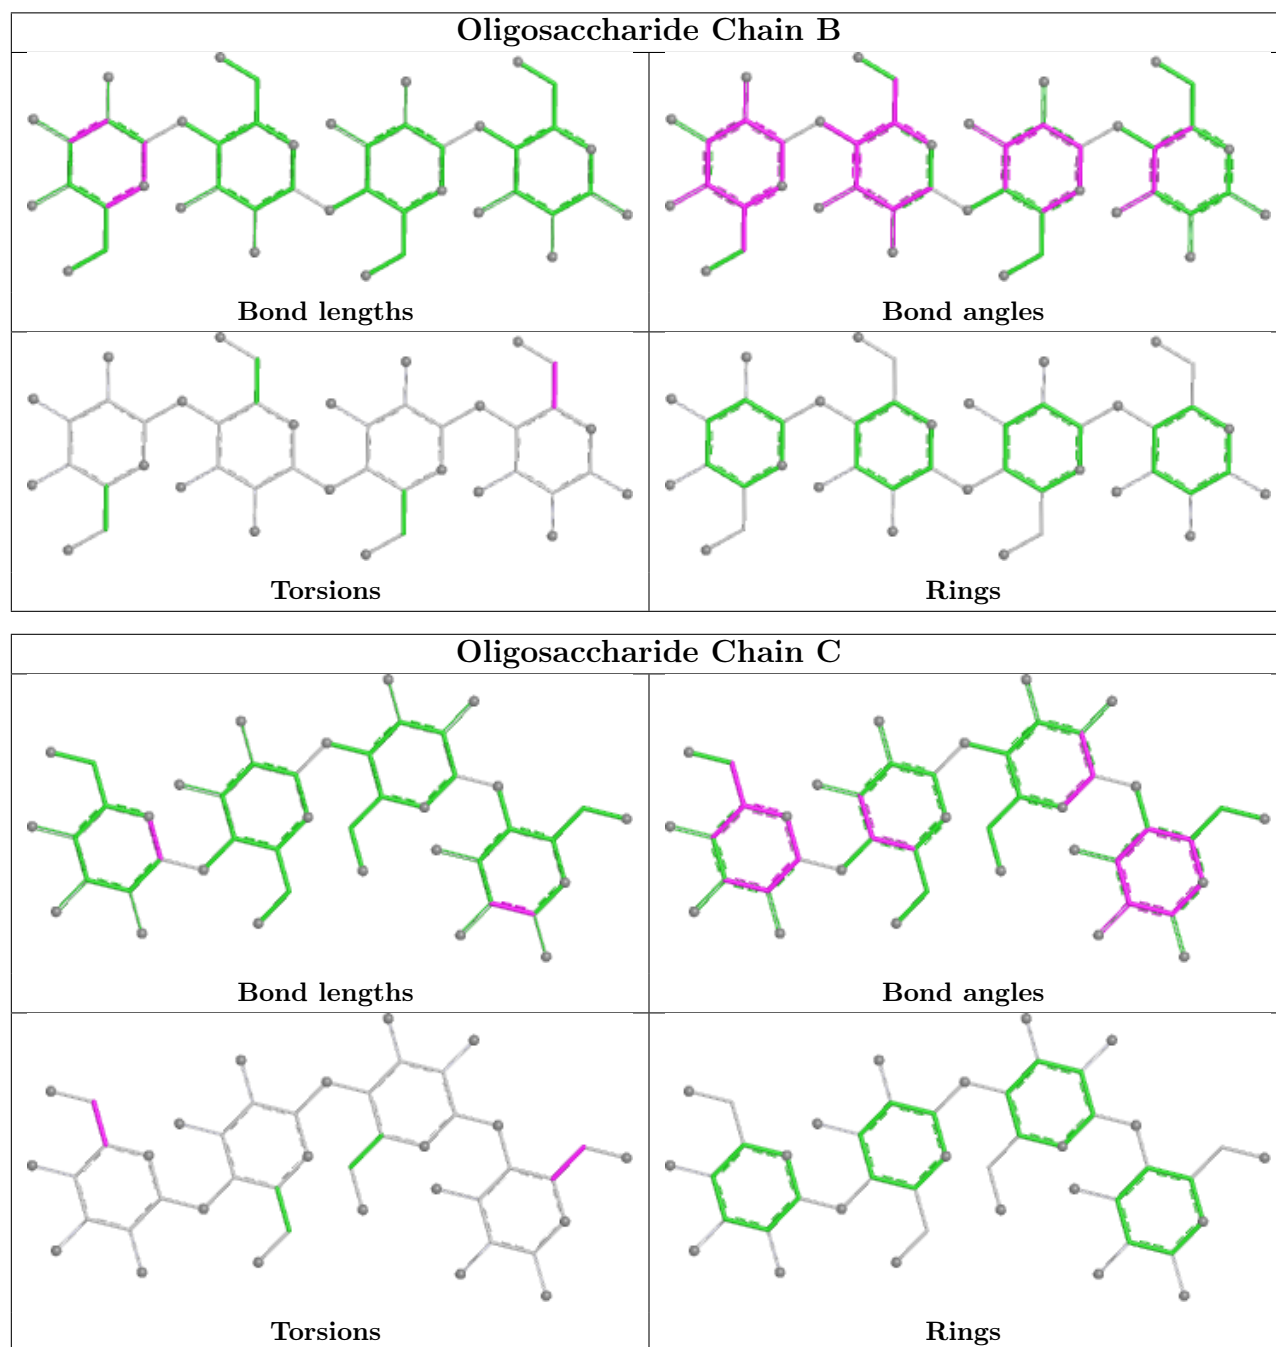 Oligosaccharide Chain B
Bond lengths
Bond angles
Torsions
Rings
Oligosaccharide Chain C
Bond lengths
Bond angles
Torsions
Rings